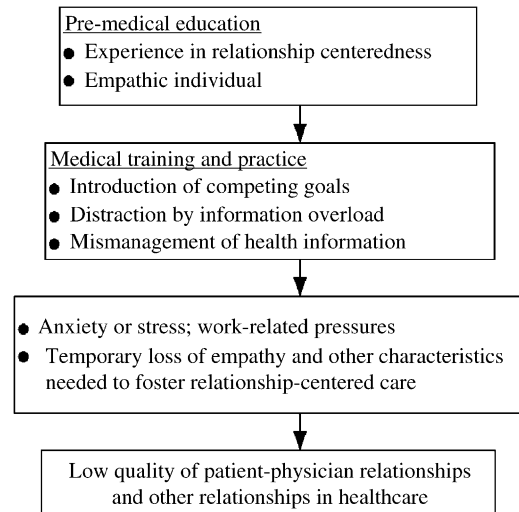 Pre-medical education
● Experience in relationship centeredness
● Empathic individual
Medical training and practice
● Introduction of competing goals
● Distraction by information overload
● Mismanagement of health information
● Anxiety or stress; work-related pressures
● Temporary loss of empathy and other characteristics
needed to foster relationship-centered care
Low quality of patient-physician relationships
and other relationships in healthcare